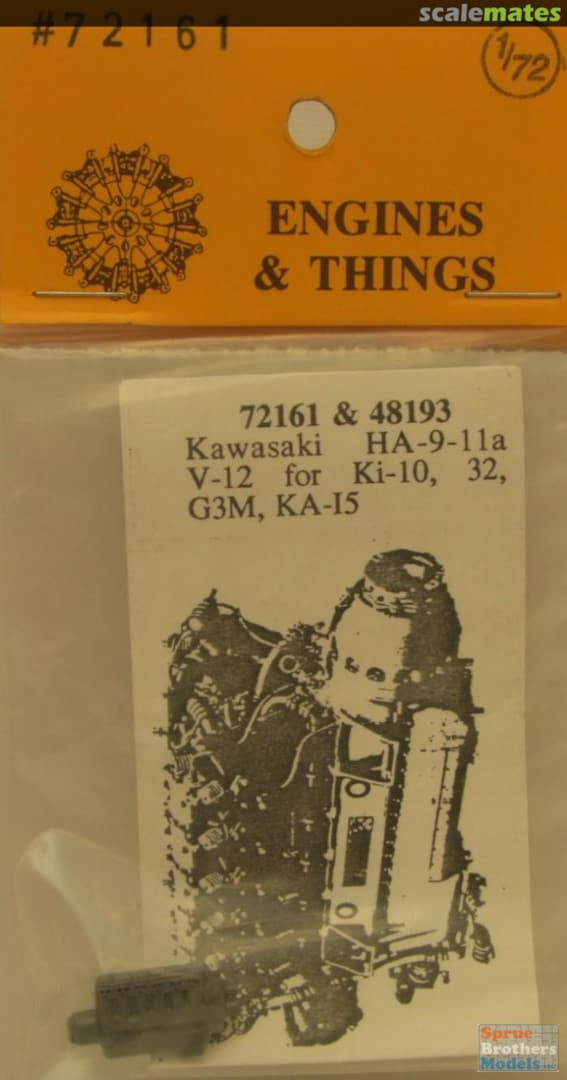 scalemates
#72161
1/72
ENGINES
& THINGS
72161 & 48193
Kawasaki HA-9-11a
V-12 for Ki-10, 32,
G3M, KA-I5
Sprue
Brothers
Models